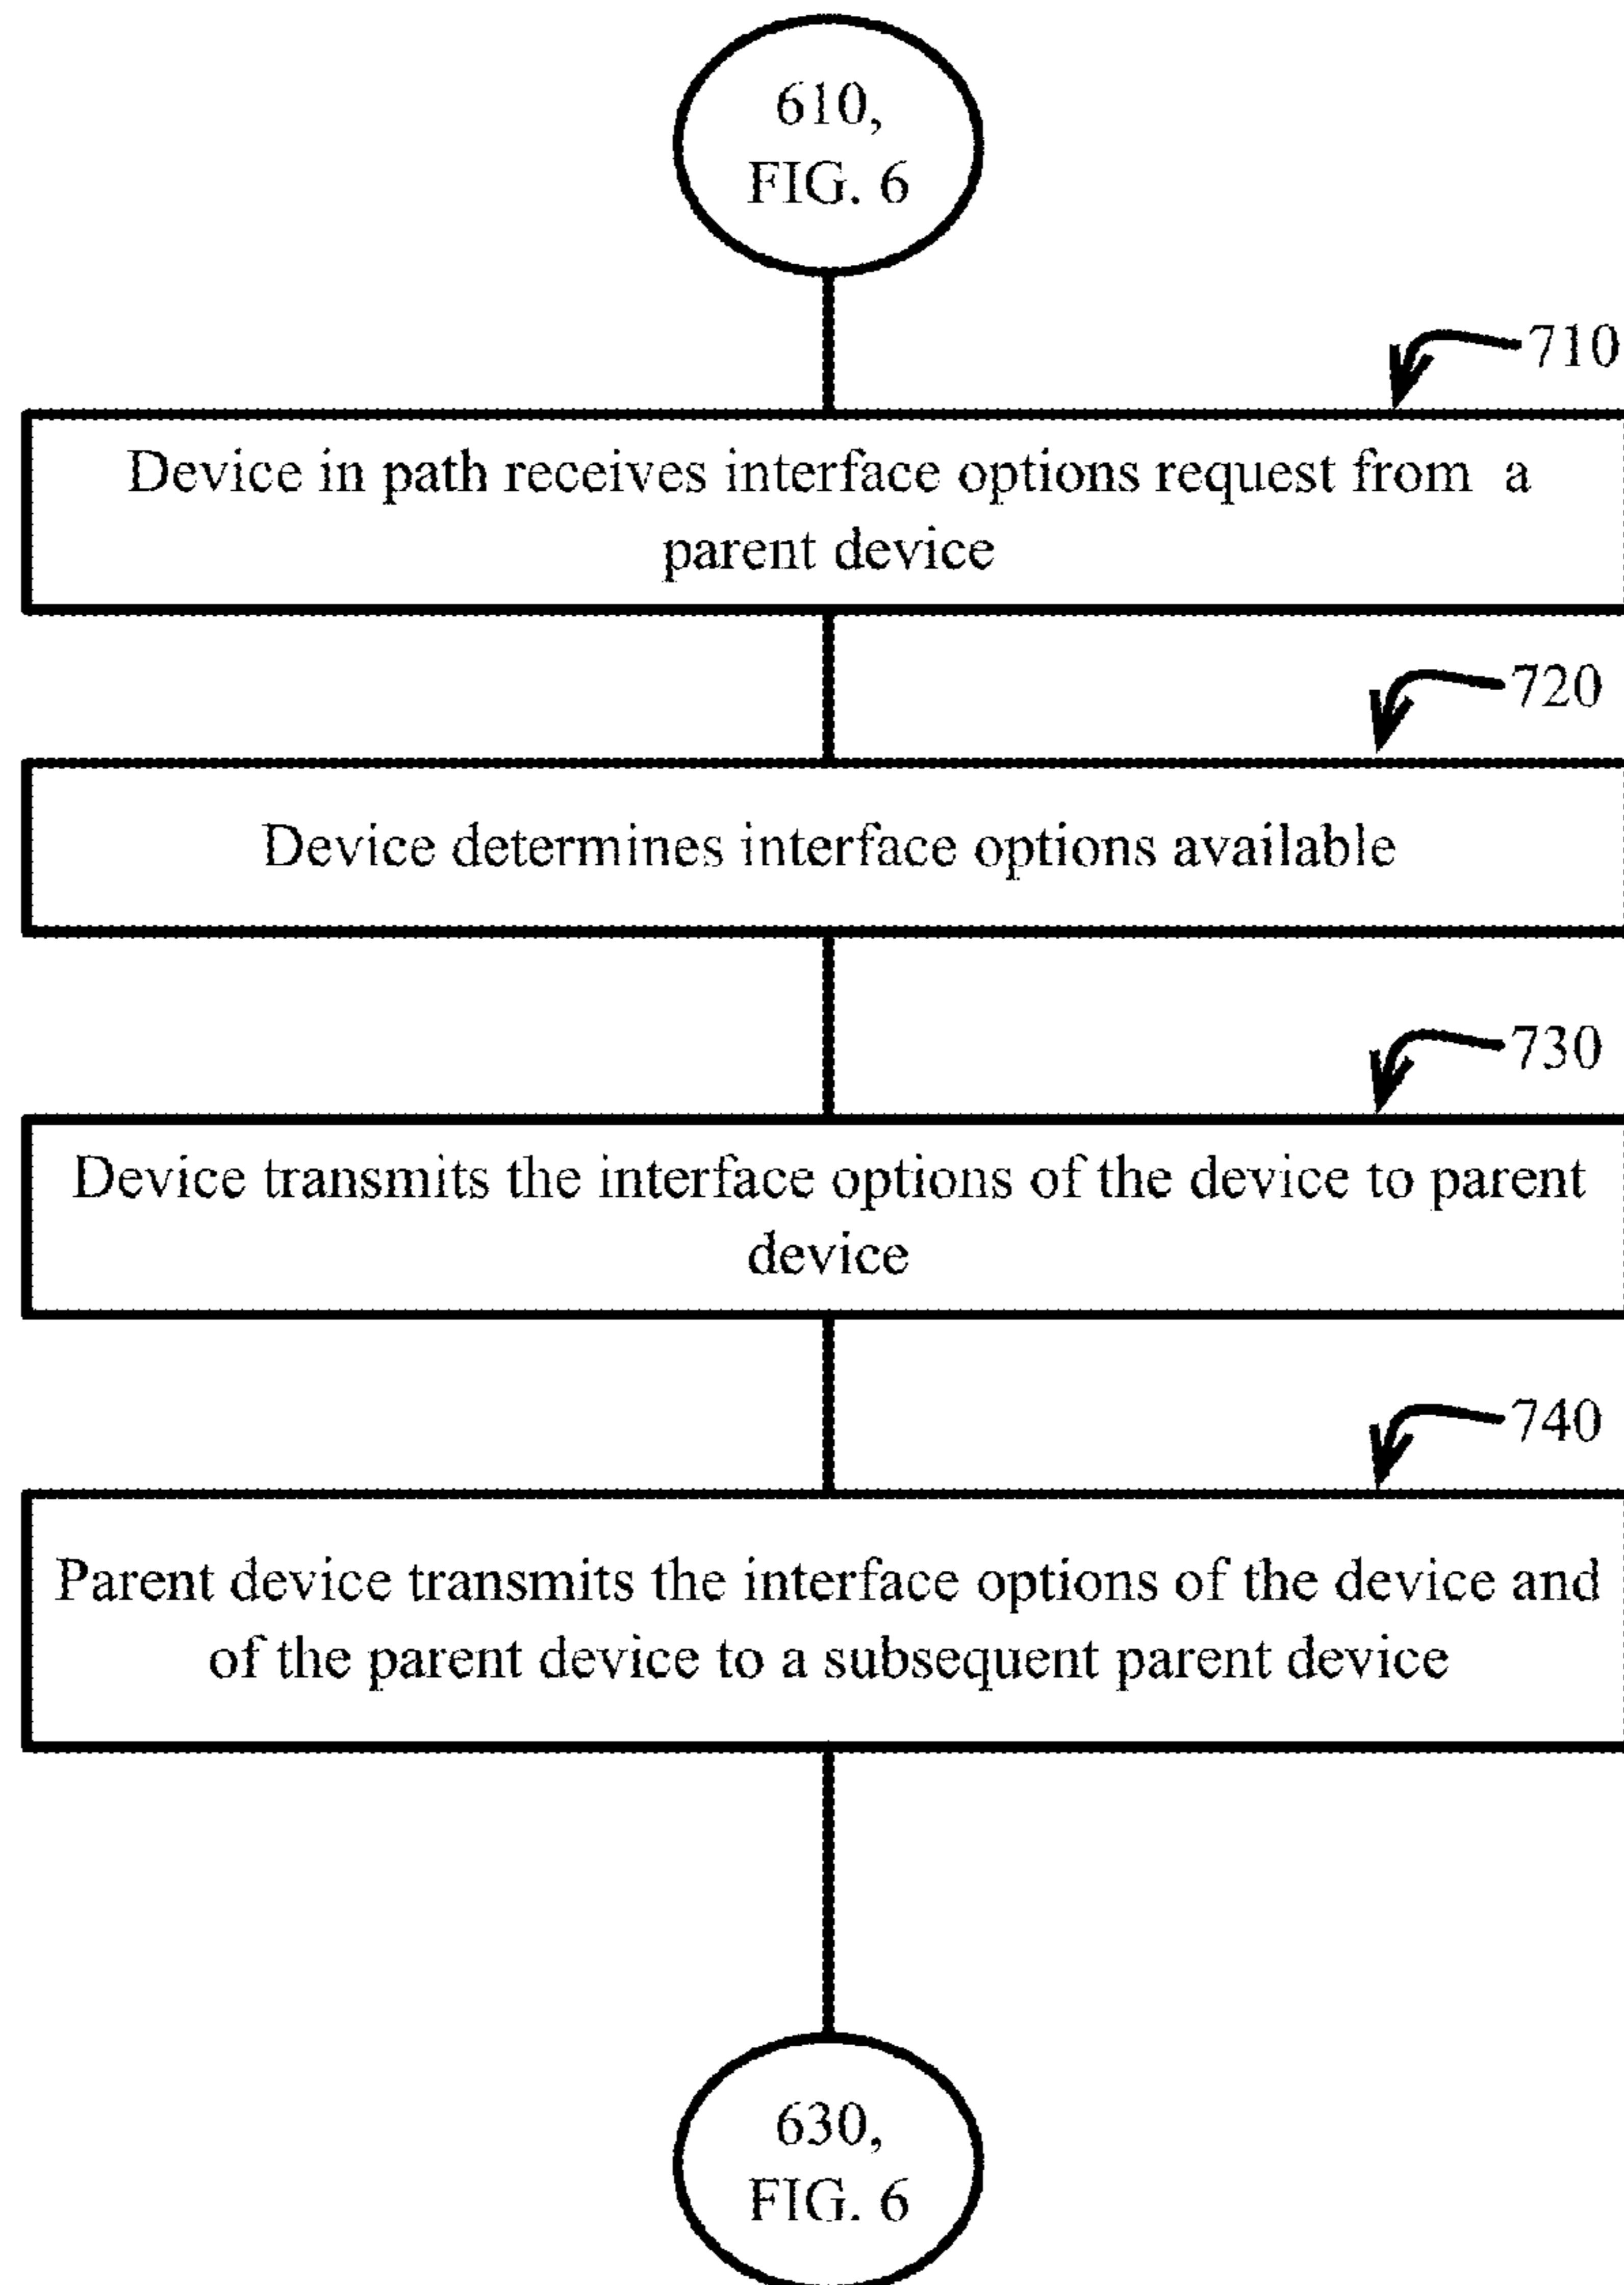 610,
FIG. 6
710
Device in path receives interface options request from a
parent device
720
Device determines interface options available
730
Device transmits the interface options of the device to parent
device
740
Parent device transmits the interface options of the device and
of the parent device to a subsequent parent device
630,
FIG. 6